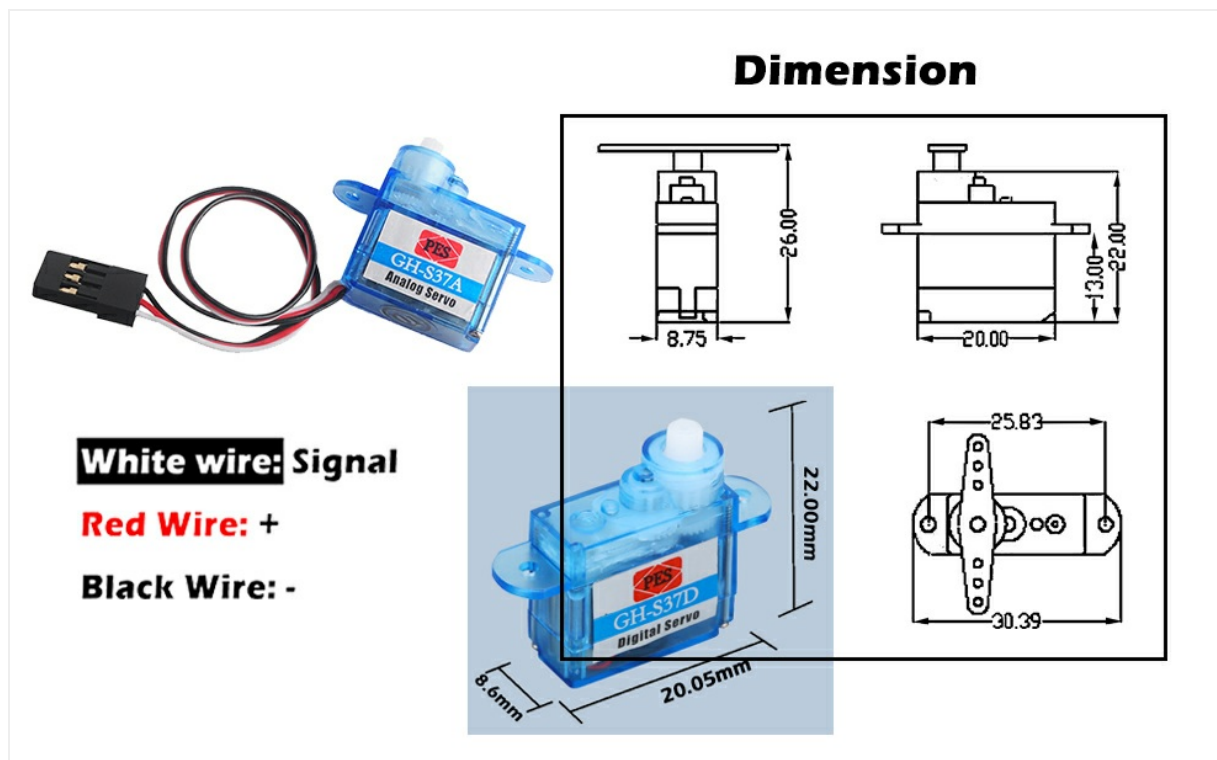 Dimension
PES
GH-S37A
Analog Servo
26.00
8.75
22.00
13.00
20.00
White wire: Signal
Red Wire: +
Black Wire: -
22.00mm
PES
GH-S37D
Digital Servo
8.6mm
20.05mm
25.83
30.39